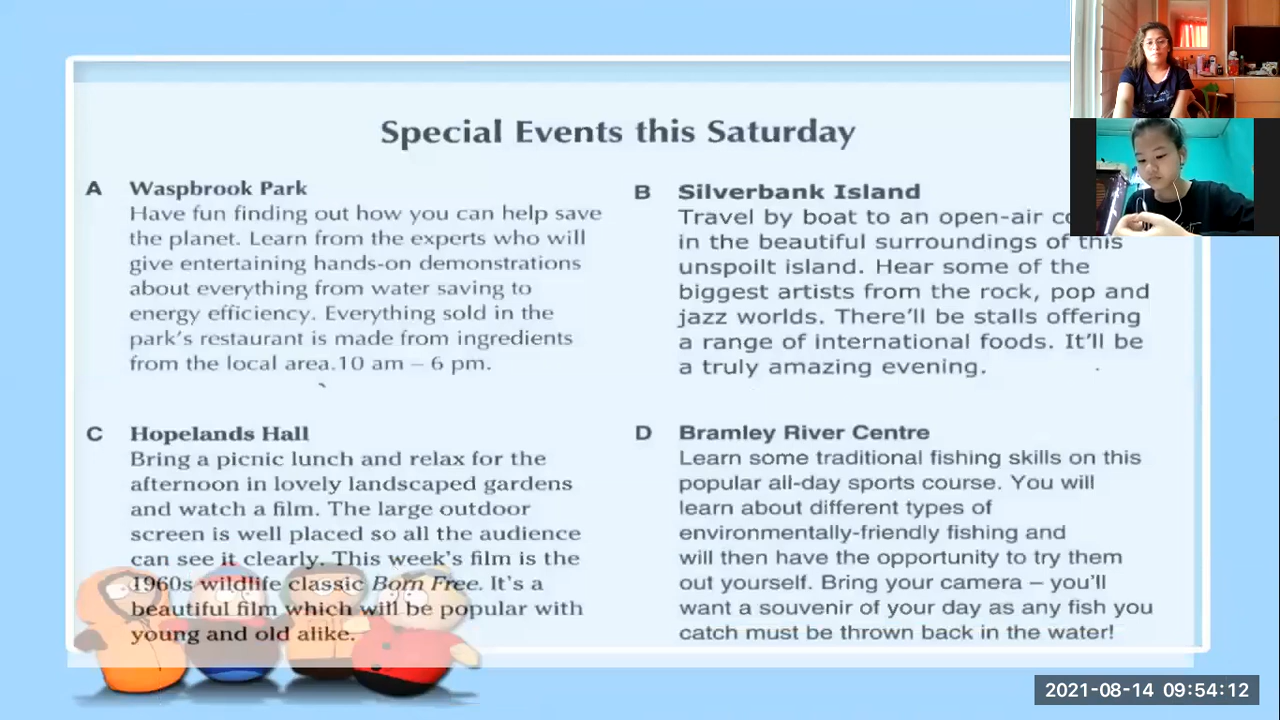 Special Events this Saturday
A Waspbrook Park
Have fun finding out how you can help save
the planet. Learn from the experts who will
give entertaining hands-on demonstrations
about everything from water saving to
energy efficiency. Everything sold in the
park's restaurant is made from ingredients
from the local area.10 am – 6 pm.
B Silverbank Island
Travel by boat to an open-air
in the beautiful surroundings of this
unspoilt island. Hear some of the
biggest artists from the rock, pop and
jazz worlds. There'll be stalls offering
a range of international foods. It'll be
a truly amazing evening.
C Hopelands Hall
Bring a picnic lunch and relax for the
afternoon in lovely landscaped gardens
and watch a film. The large outdoor
screen is well placed so all the audience
can see it clearly. This week's film is the
1960s wildlife classic Born Free. It's a
beautiful film which will be popular with
young and old alike.
D Bramley River Centre
Learn some traditional fishing skills on this
popular all-day sports course. You will
learn about different types of
environmentally-friendly fishing and
will then have the opportunity to try them
out yourself. Bring your camera – you'll
want a souvenir of your day as any fish you
catch must be thrown back in the water!
2021-08-14 09:54:12